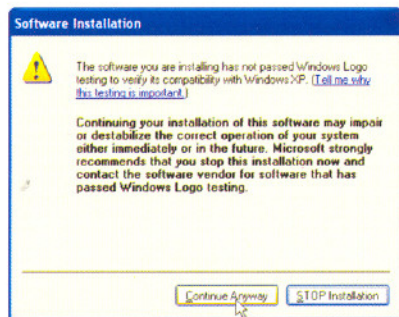 Software Installation
The software you are installing has not passed Windows Logo
testing to verify its compatibility with Windows XP. (Tell me why
this testing is important.)
Continuing your installation of this software may impair
or destabilize the correct operation of your system
either immediately or in the future. Microsoft strongly
recommends that you stop this installation now and
contact the software vendor for software that has
passed Windows Logo testing.
Continue Anyway STOP Installation